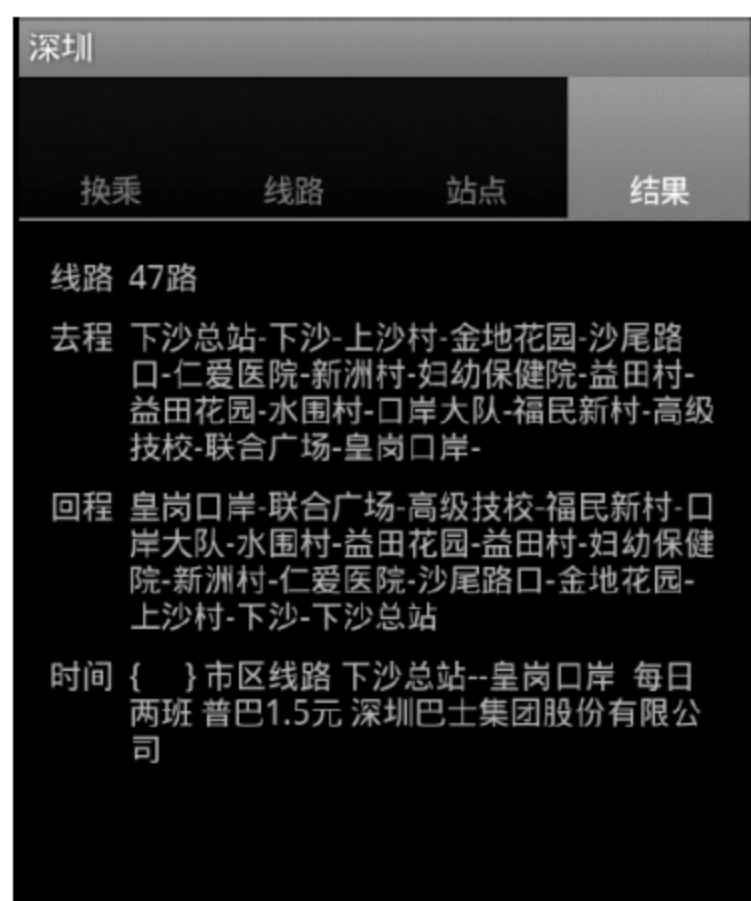 深圳
换乘 线路 站点 结果
线路 47路
去程 下沙总站-下沙-上沙村-金地花园-沙尾路
口-仁爱医院-新洲村-妇幼保健院-益田村-
益田花园-水围村-口岸大队-福民新村-高级
技校-联合广场-皇岗口岸-
回程 皇岗口岸-联合广场-高级技校-福民新村-口
岸大队-水围村-益田花园-益田村-妇幼保健
院-新洲村-仁爱医院-沙尾路口-金地花园-
上沙村-下沙-下沙总站
时间 { } 市区线路 下沙总站--皇岗口岸 每日
两班 普巴1.5元 深圳巴士集团股份有限公
司